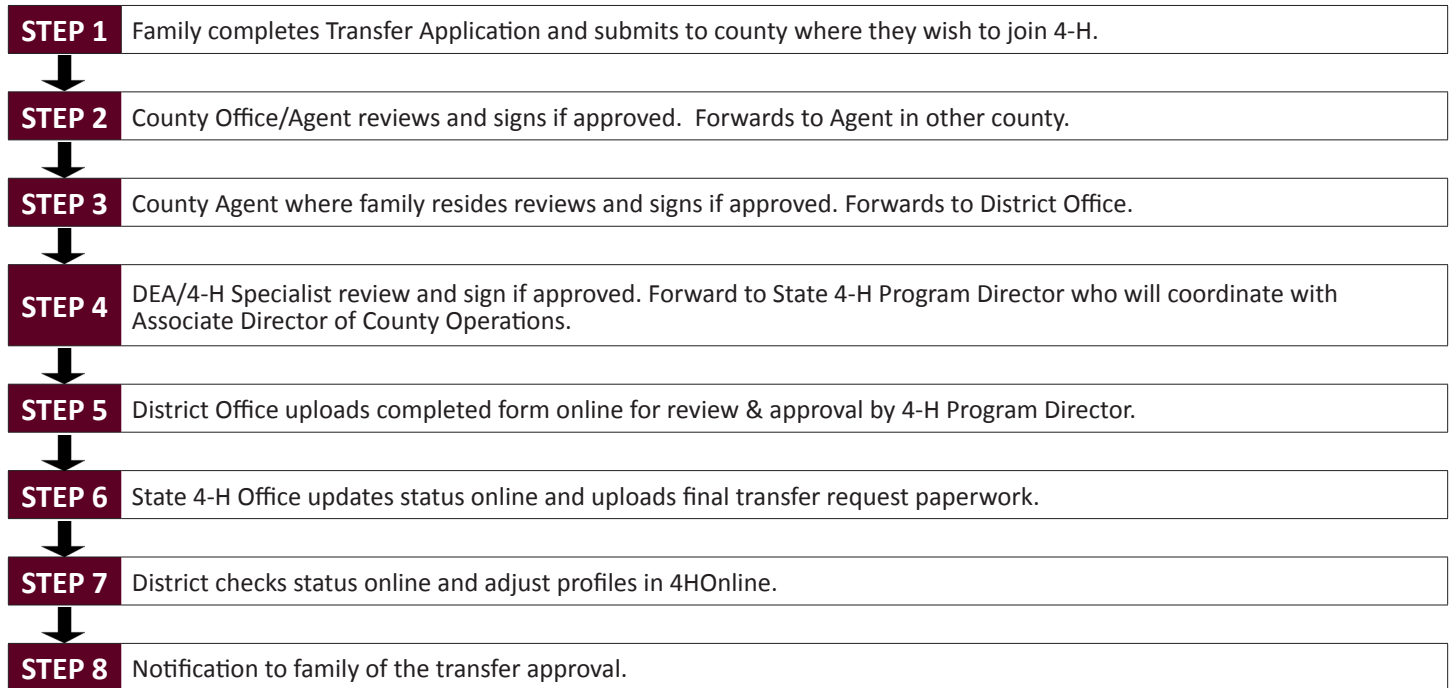 STEP 1 Family completes Transfer Application and submits to county where they wish to join 4-H.
STEP 2 County Office/Agent reviews and signs if approved.  Forwards to Agent in other county.
STEP 3 County Agent where family resides reviews and signs if approved. Forwards to District Office.
STEP 4 DEA/4-H Specialist review and sign if approved. Forward to State 4-H Program Director who will coordinate with
Associate Director of County Operations.
STEP 5 District Office uploads completed form online for review & approval by 4-H Program Director.
STEP 6 State 4-H Office updates status online and uploads final transfer request paperwork.
STEP 7 District checks status online and adjust profiles in 4HOnline.
STEP 8 Notification to family of the transfer approval.